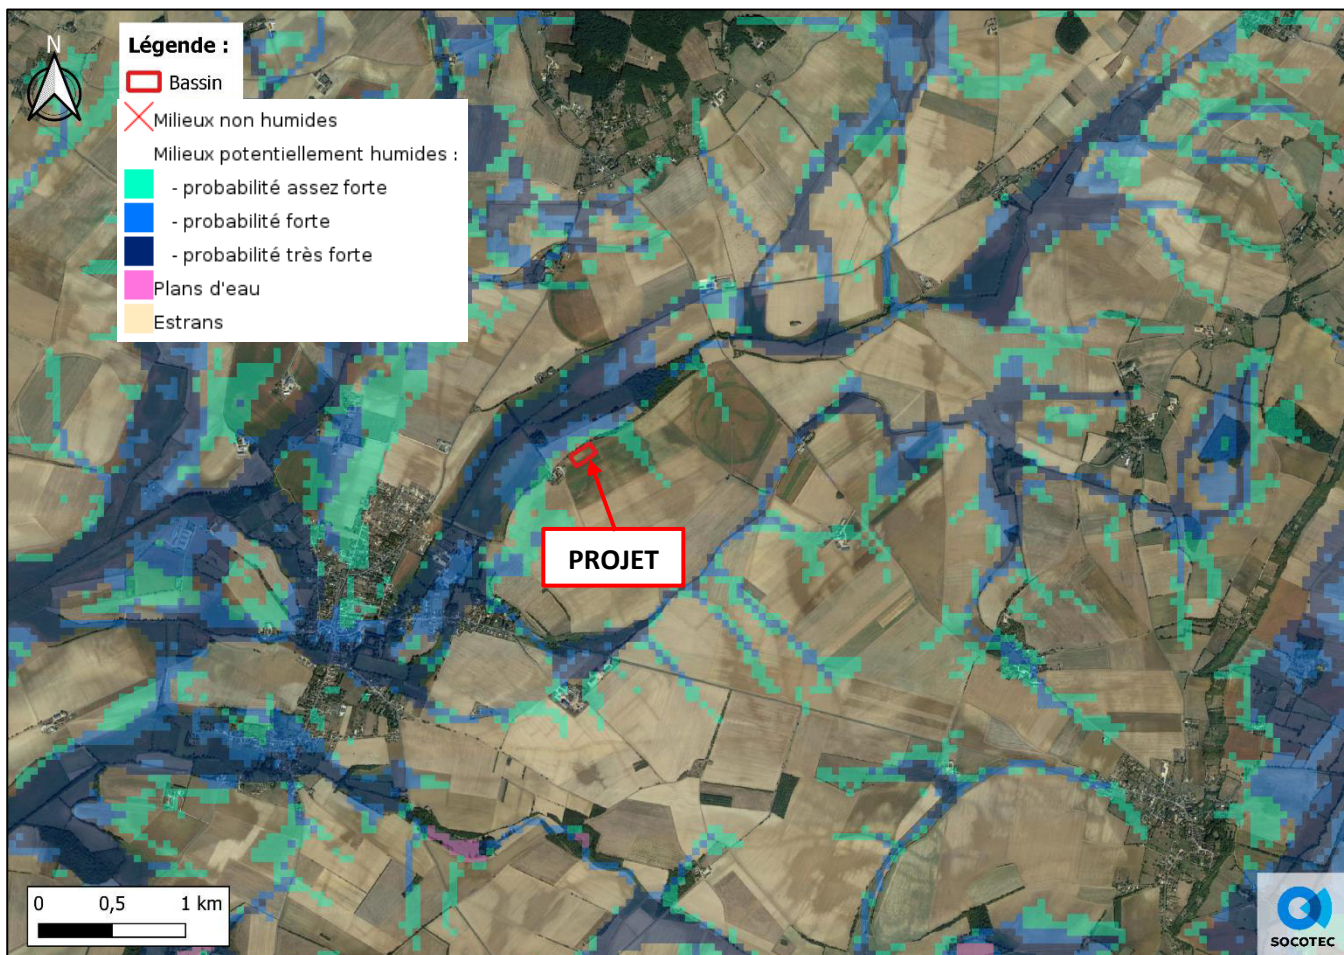 N
Légende :
Bassin
Milieux non humides
Milieux potentiellement humides :
- probabilité assez forte
- probabilité forte
- probabilité très forte
Plans d'eau
Estrans
PROJET
0 0,5 1 km
SOCOTEC